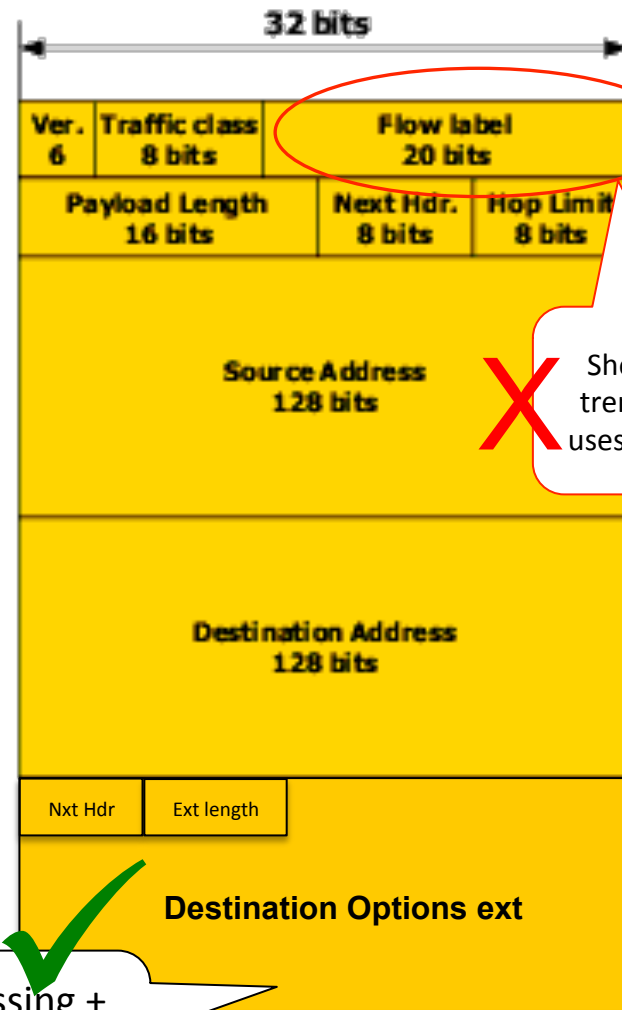 32 bits
Ver. Traffic class Flow label
6 8 bits 20 bits
Payload Length Next Hdr. Hop Limit
16 bits 8 bits 8 bits
Source Address
128 bits
uses
Destination Address
128 bits
Nxt Hdr Ext length
Destination Options ext
+